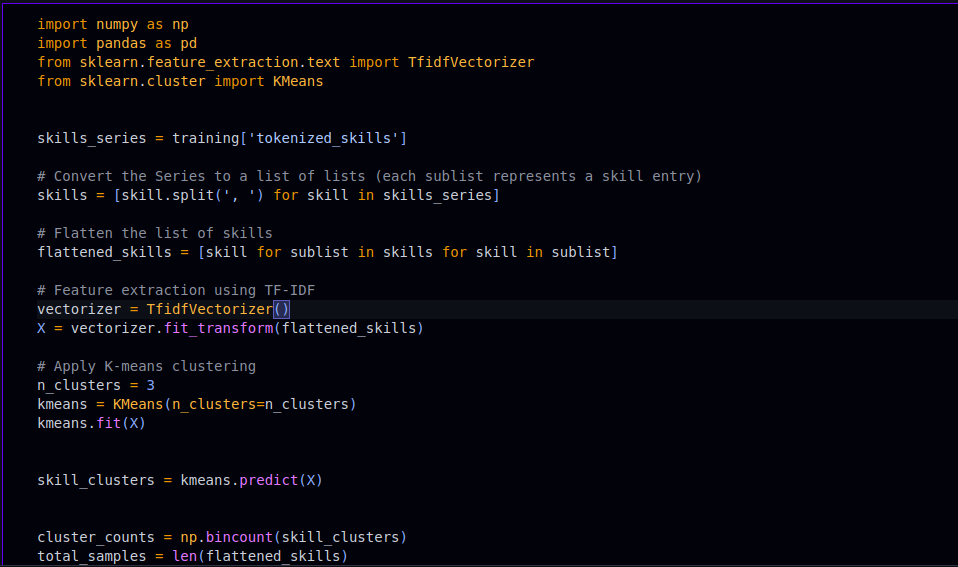 import numpy as np
import pandas as pd
from sklearn.feature_extraction.text import TfidfVectorizer
from sklearn.cluster import KMeans
skills_series = training['tokenized_skills']
# Convert the Series to a list of lists (each sublist represents a skill entry)
skills = [skill.split(', ') for skill in skills_series]
# Flatten the list of skills
flattened_skills = [skill for sublist in skills for skill in sublist]
# Feature extraction using TF-IDF
vectorizer = TfidfVectorizer()
X = vectorizer.fit_transform(flattened_skills)
# Apply K-means clustering
n_clusters = 3
kmeans = KMeans(n_clusters=n_clusters)
kmeans.fit(X)
skill_clusters = kmeans.predict(X)
cluster_counts = np.bincount(skill_clusters)
total_samples = len(flattened_skills)